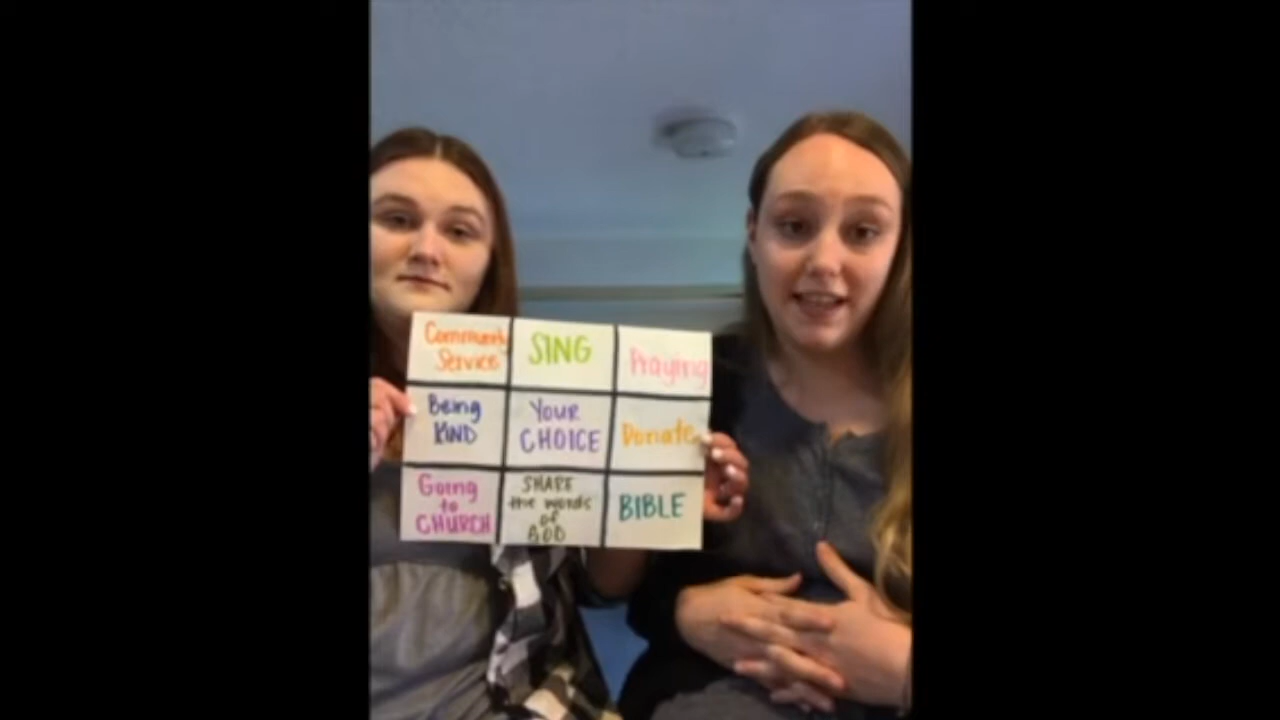 Community
Service
SING
Praying
Being
KIND
YOUR
CHOICE
Donate
Going
to
CHURCH
SHARE
the words
of
GOD
BIBLE